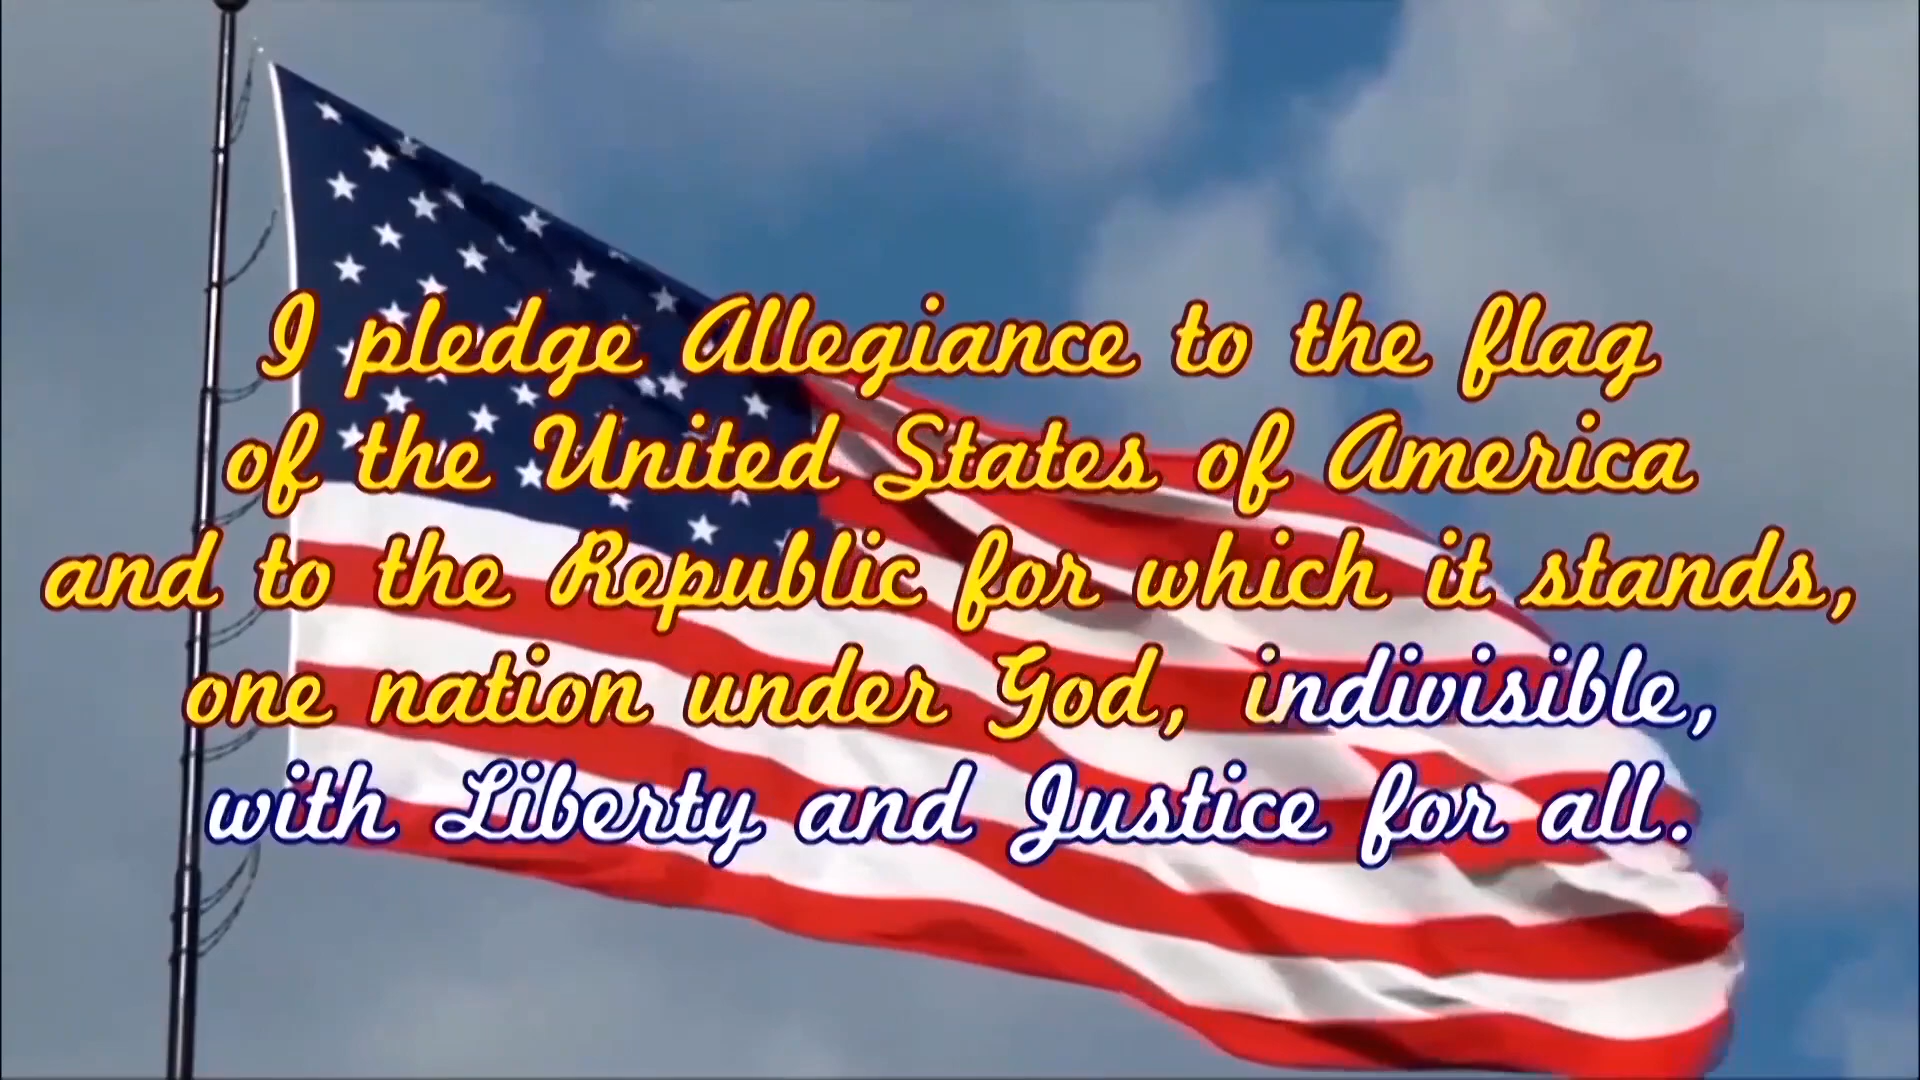 I pledge Allegiance to the flag
of the United States of America
and to the Republic for which it stands,
one nation under God, indivisible,
with Liberty and Justice for all.